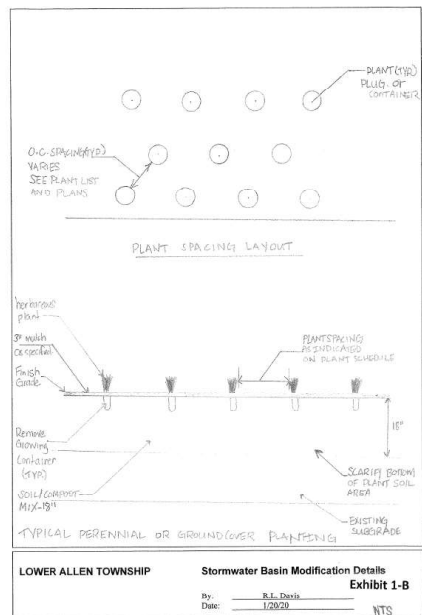 PLANT (TYP.)
PLUG. OR
CONTAINER
O.C. SPACING (TYP.)
VARIES
SEE PLANT LIST
AND PLANS
PLANT SPACING LAYOUT
herbaceous
plant
3" mulch
as specified
Finish
Grade
PLANT SPACING
AS INDICATED
ON PLANT SCHEDULE
18"
Remove
Growing
Container
(TYP.)
SCARIFY BOTTOM
OF PLANT SOIL
AREA
SOIL/COMPOST
MIX-18"
EXISTING
SUBGRADE
TYPICAL PERENNIAL OR GROUNDCOVER PLANTING
LOWER ALLEN TOWNSHIP
Stormwater Basin Modification Details
Exhibit 1-B
By: R.L. Davis
Date: 1/20/20
NTS